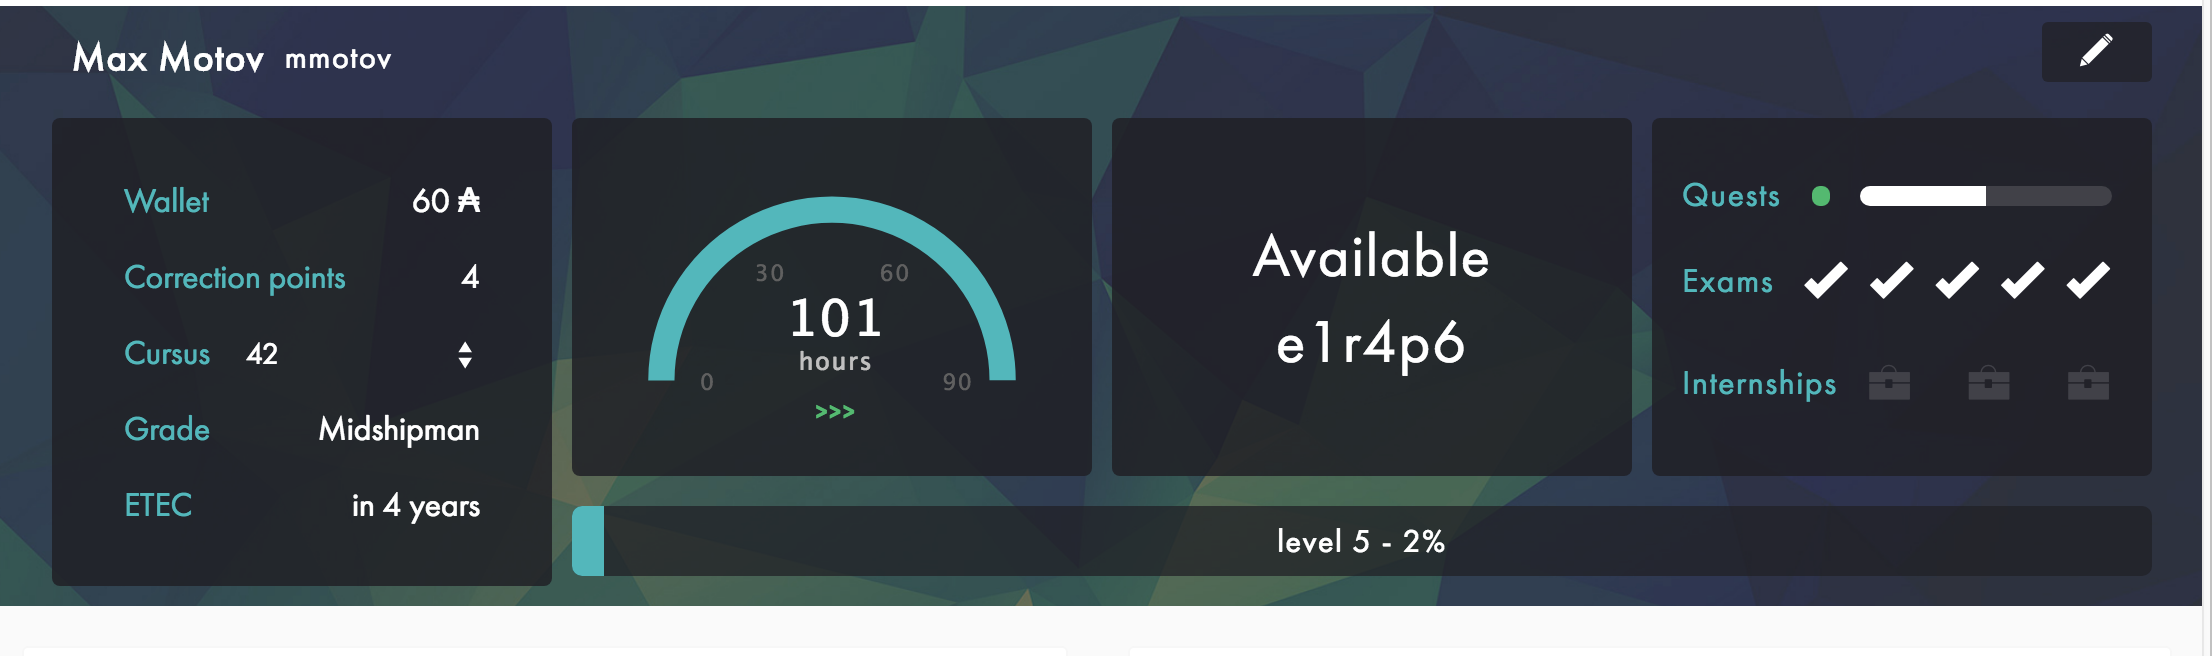 Max Motov mmotov
Wallet 60 ₳
Correction points 4
Cursus 42
Grade Midshipman
ETEC in 4 years
30 60
101
hours
0 90
>>>
Available
e1r4p6
Quests
Exams
Internships
level 5 - 2%